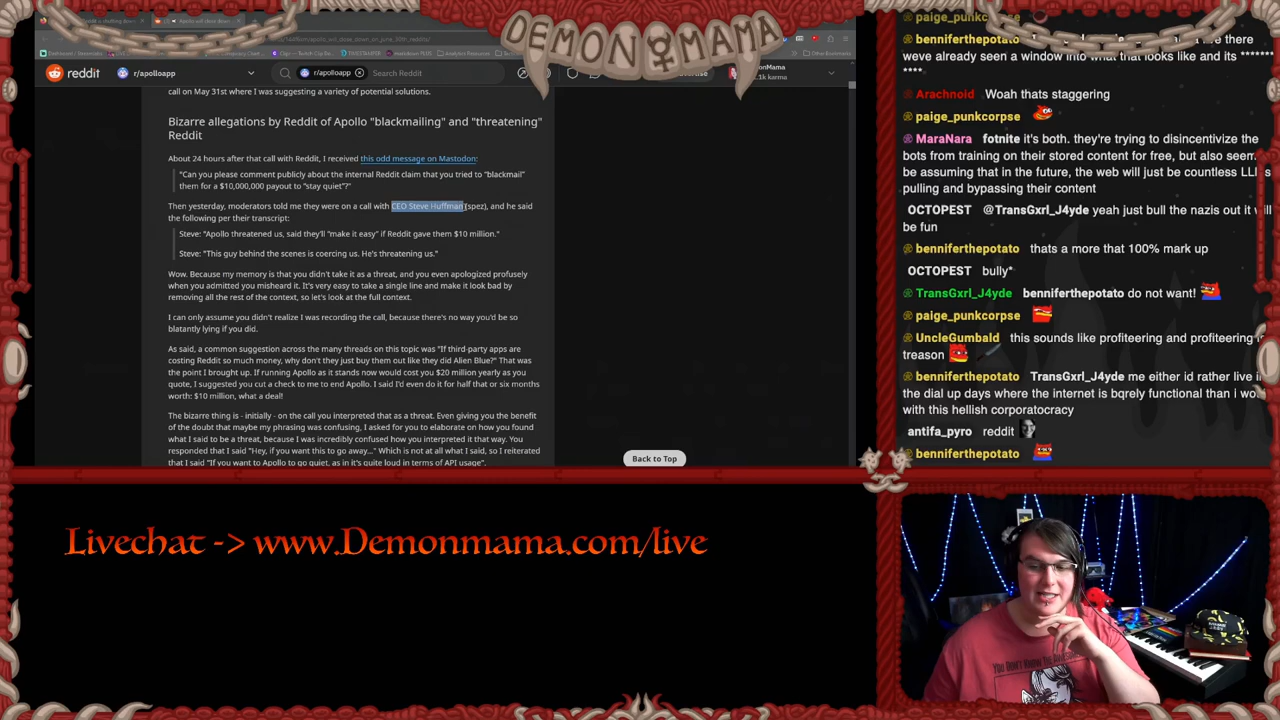 DEMON MAMA
reddit
r/apolloapp
r/apolloapp
Search Reddit
call on May 31st where I was suggesting a variety of potential solutions.
Bizarre allegations by Reddit of Apollo "blackmailing" and "threatening"
Reddit
About 24 hours after that call with Reddit, I received this odd message on Mastodon:
"Can you please comment publicly about the internal Reddit claim that you tried to "blackmail"
them for a $10,000,000 payout to "stay quiet"?"
Then yesterday, moderators told me they were on a call with CEO Steve Huffman (spez), and he said
the following per their transcript:
Steve: "Apollo threatened us, said they'll "make it easy" if Reddit gave them $10 million."
Steve: "This guy behind the scenes is coercing us. He's threatening us."
Wow. Because my memory is that you didn't take it as a threat, and you even apologized profusely
when you admitted you misheard it. It's very easy to take a single line and make it look bad by
removing all the rest of the context, so let's look at the full context.
I can only assume you didn't realize I was recording the call, because there's no way you'd be so
blatantly lying if you did.
As said, a common suggestion across the many threads on this topic was "If third-party apps are
costing Reddit so much money, why don't they just buy them out like they did Alien Blue?" That was
the point I brought up. If running Apollo as it stands now would cost you $20 million yearly as you
quote, I suggested you cut a check to me to end Apollo. I said I'd even do it for half that or six months
worth: $10 million, what a deal!
The bizarre thing is - initially - on the call you interpreted that as a threat. Even giving you the benefit
of the doubt that maybe my phrasing was confusing, I asked for you to elaborate on how you found
what I said to be a threat, because I was incredibly confused how you interpreted it that way. You
responded that I said "Hey, if you want this to go away..." Which is not at all what I said, so I reiterated
that I said "If you want to Apollo to go quiet, as in it's quite loud in terms of API usage".
Back to Top
paige_punkcorpse
benniferthepotato
there
weve already seen a window into what that looks like and its *******
****
Arachnoid Woah thats staggering
paige_punkcorpse
MaraNara fotnite it's both. they're trying to disincentivize the
bots from training on their stored content for free, but also seem
be assuming that in the future, the web will just be countless LL
pulling and bypassing their content
OCTOPEST @TransGxrl_J4yde yeah just bull the nazis out it w
be fun
benniferthepotato thats a more that 100% mark up
OCTOPEST bully*
TransGxrl_J4yde benniferthepotato do not want!
paige_punkcorpse
UncleGumbald this sounds like profiteering and profiteering i
treason
benniferthepotato TransGxrl_J4yde me either id rather live i
the dial up days where the internet is bqrely functional than i wo
with this hellish corporatocracy
antifa_pyro reddit
benniferthepotato
Livechat -> www.Demonmama.com/live
YOU DON'T KNOW